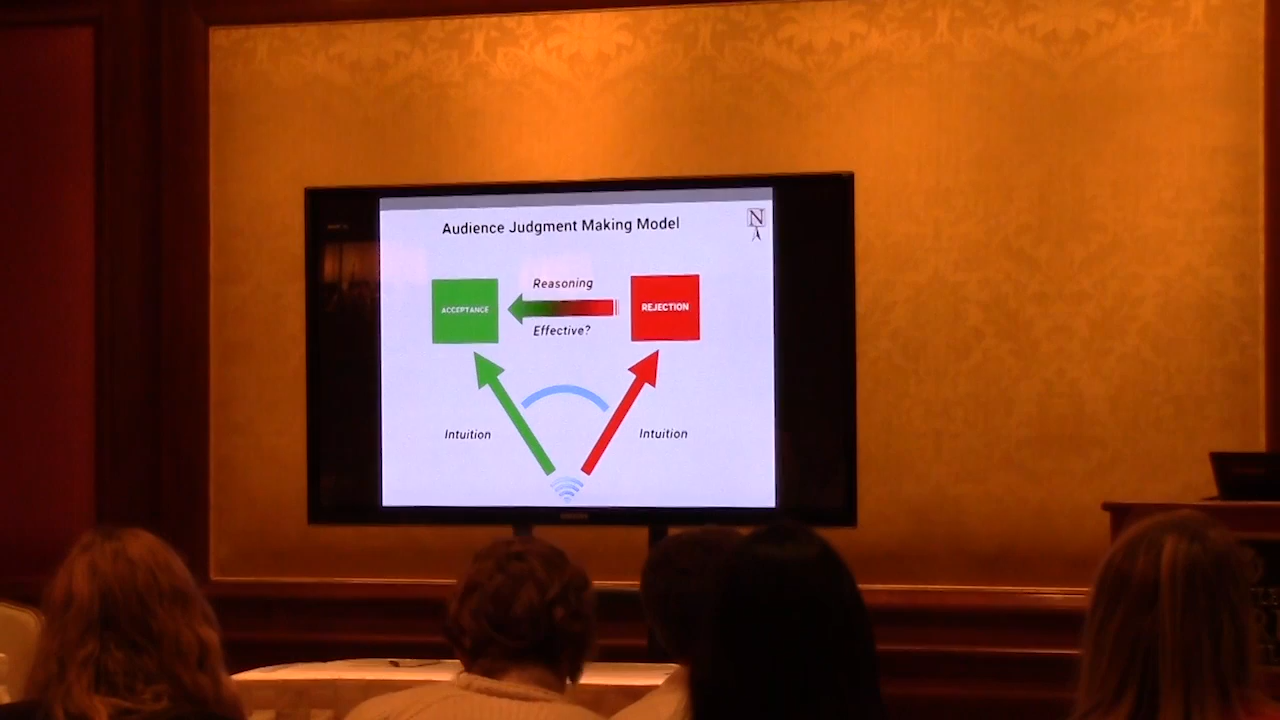 Audience Judgment Making Model
N
Reasoning
ACCEPTANCE
REJECTION
Effective?
Intuition
Intuition